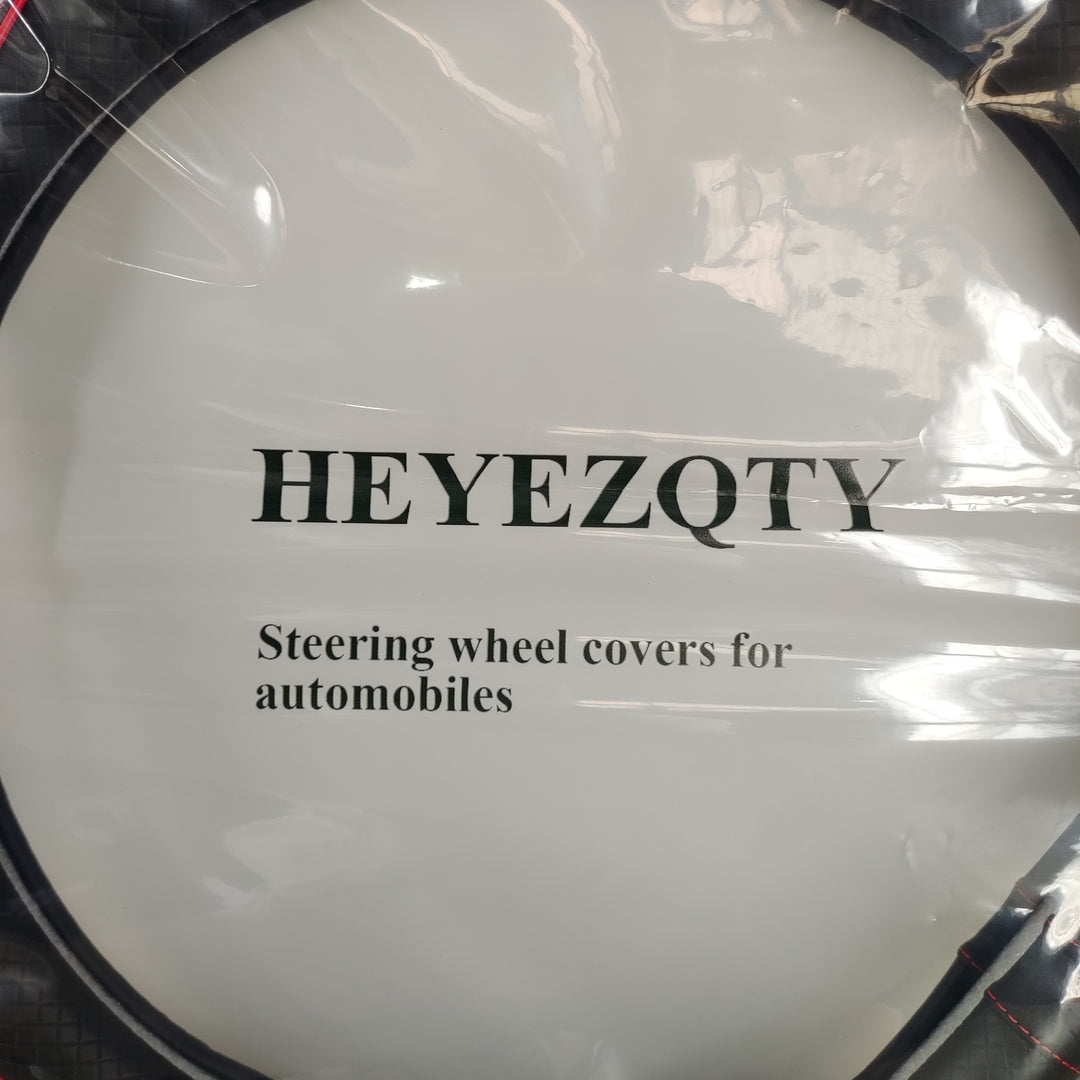 HEYEZQTY
Steering wheel covers for
automobiles